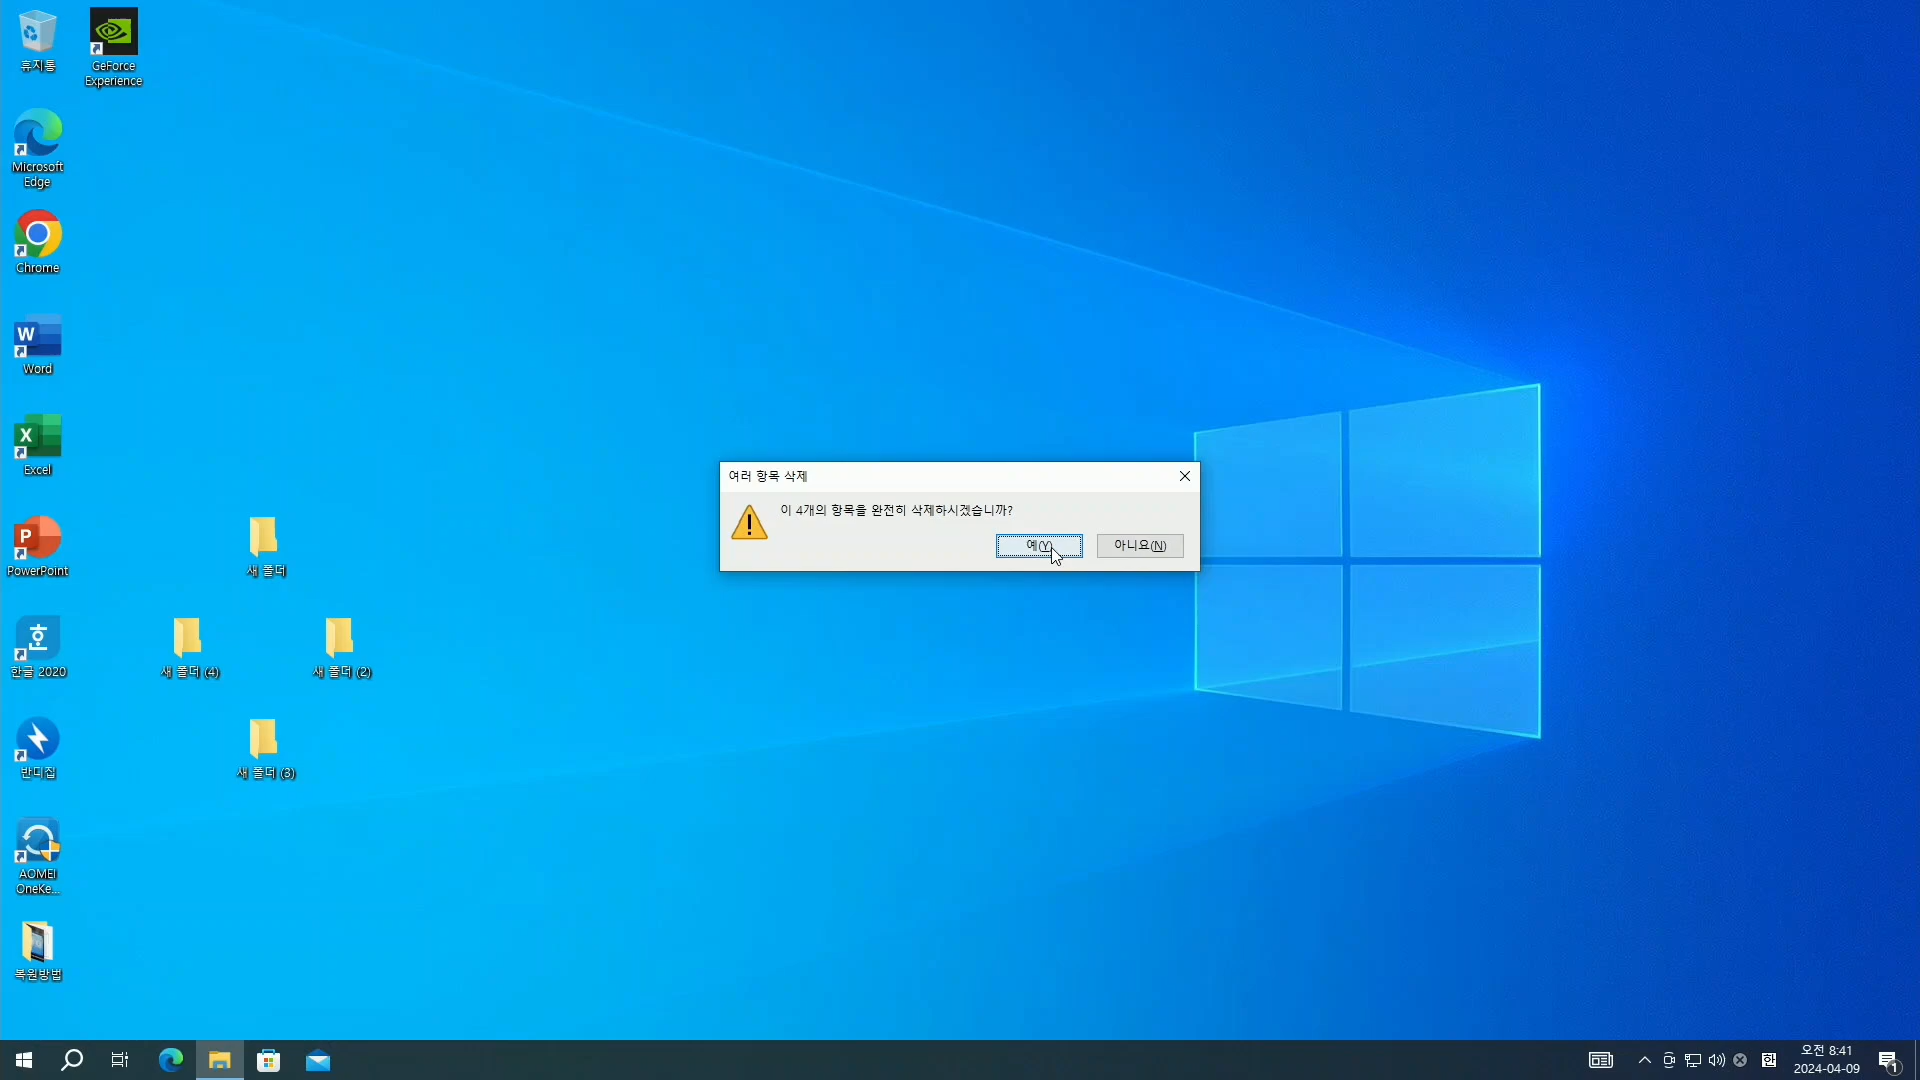 휴지통
GeForce
Experience
Microsoft
Edge
Chrome
Word
Excel
PowerPoint
한글 2020
반디집
AOMEI
OneKe...
복원방법
새 폴더
새 폴더 (4)
새 폴더 (2)
새 폴더 (3)
여러 항목 삭제
이 4개의 항목을 완전히 삭제하시겠습니까?
예(Y)
아니요(N)
한
오전 8:41
2024-04-09
1